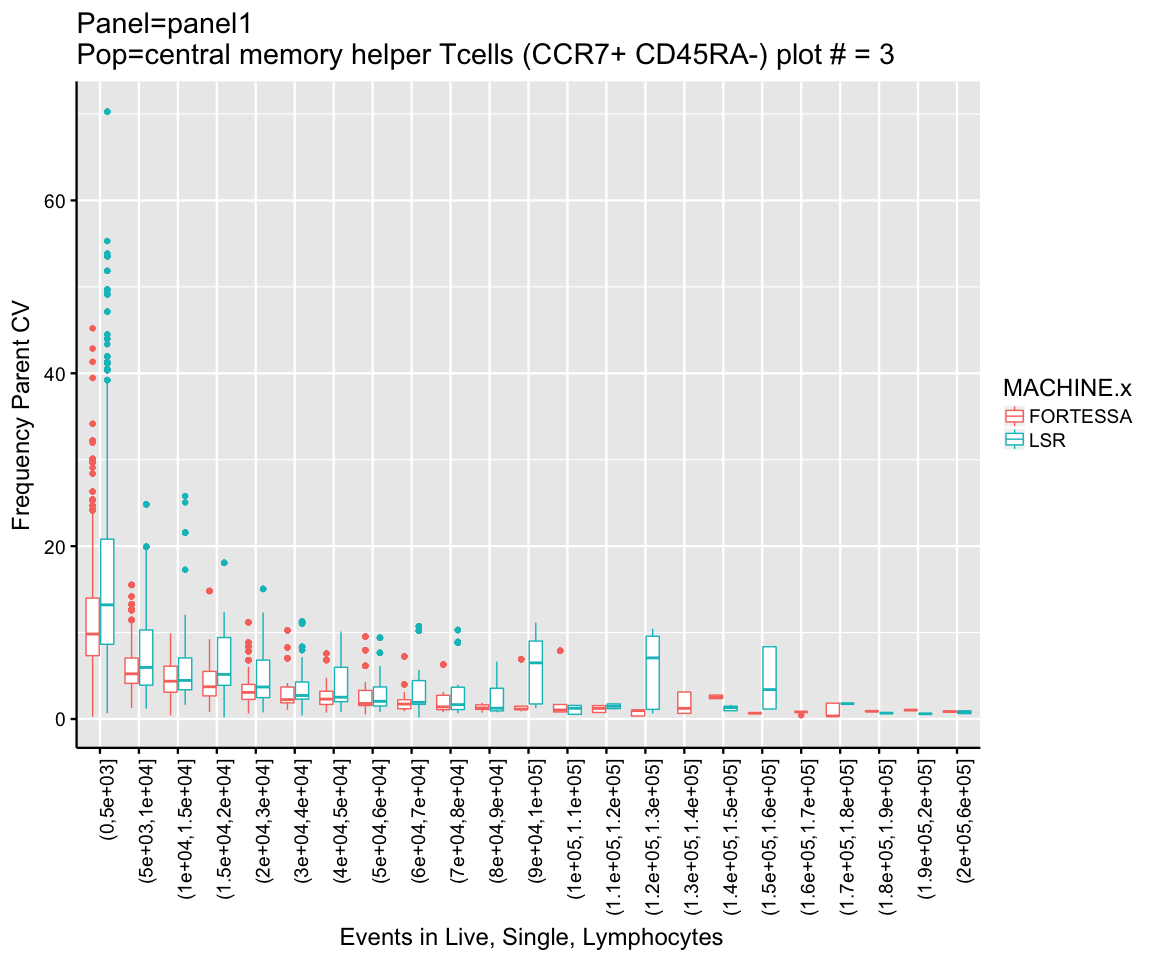 Panel=panel1
Pop=central memory helper Tcells (CCR7+ CD45RA-) plot # = 3
Frequency Parent CV
60
40
20
0
(0,5e+03]
(5e+03,1e+04]
(1e+04,1.5e+04]
(1.5e+04,2e+04]
(2e+04,3e+04]
(3e+04,4e+04]
(4e+04,5e+04]
(5e+04,6e+04]
(6e+04,7e+04]
(7e+04,8e+04]
(8e+04,9e+04]
(9e+04,1e+05]
(1e+05,1.1e+05]
(1.1e+05,1.2e+05]
(1.2e+05,1.3e+05]
(1.3e+05,1.4e+05]
(1.4e+05,1.5e+05]
(1.5e+05,1.6e+05]
(1.6e+05,1.7e+05]
(1.7e+05,1.8e+05]
(1.8e+05,1.9e+05]
(1.9e+05,2e+05]
(2e+05,6e+05]
Events in Live, Single, Lymphocytes
MACHINE.x
FORTESSA
LSR